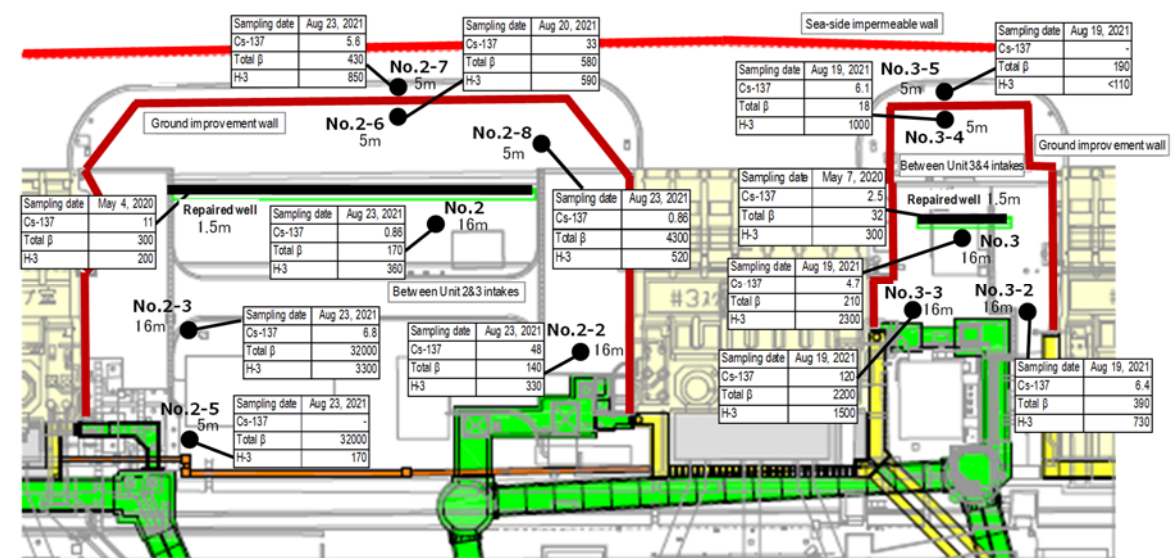 Sea-side impermeable wall
Sampling date Aug 23, 2021
Cs-137 5.6
Total β 430
H-3 850
Sampling date Aug 20, 2021
Cs-137 33
Total β 580
H-3 590
Sampling date Aug 19, 2021
Cs-137 -
Total β 190
H-3 <110
Sampling date Aug 19, 2021
Cs-137 6.1
Total β 18
H-3 1000
No.2-7
5m
No.3-5
5m
Ground improvement wall
No.2-6
5m
No.2-8
5m
No.3-4
5m
Ground improvement wall
Between Unit 3&4 intakes
Sampling date May 4, 2020
Cs-137 11
Total β 300
H-3 200
Repaired well
1.5m
Sampling date Aug 23, 2021
Cs-137 0.86
Total β 170
H-3 360
No.2
16m
Sampling date Aug 23, 2021
Cs-137 0.86
Total β 4300
H-3 520
Sampling date May 7, 2020
Cs-137 2.5
Total β 32
H-3 300
Repaired well 1.5m
No.3
16m
Between Unit 2&3 intakes
Sampling date Aug 19, 2021
Cs-137 4.7
Total β 210
H-3 2300
#3ス
No.2-3
16m
Sampling date Aug 23, 2021
Cs-137 6.8
Total β 32000
H-3 3300
Sampling date Aug 23, 2021
Cs-137 48
Total β 140
H-3 330
No.2-2
16m
No.3-3
16m
No.3-2
16m
Sampling date Aug 19, 2021
Cs-137 120
Total β 2200
H-3 1500
Sampling date Aug 19, 2021
Cs-137 6.4
Total β 390
H-3 730
No.2-5
5m
Sampling date Aug 23, 2021
Cs-137 -
Total β 32000
H-3 170